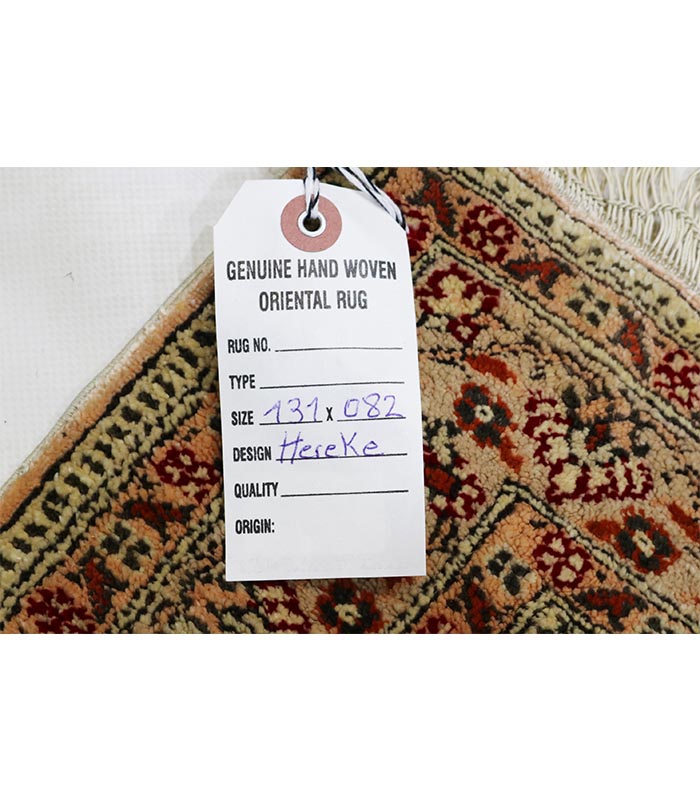 GENUINE HAND WOVEN
ORIENTAL RUG
RUG NO.
TYPE
SIZE 131 x 082
DESIGN HereKe
QUALITY
ORIGIN: